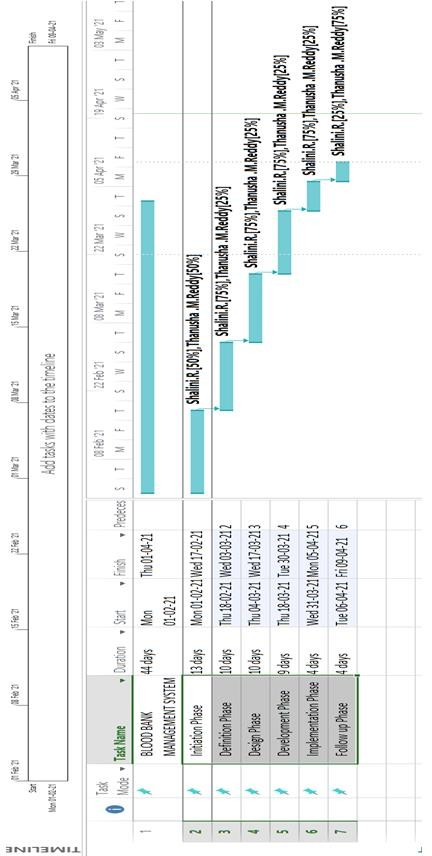 TIMELINE
01 Feb '21 08 Feb '21 15 Feb '21 22 Feb '21 01 Mar '21 08 Mar '21 15 Mar '21 22 Mar '21 29 Mar '21 05 Apr '21
Start
Mon 01-02-21
Add tasks with dates to the timeline
Finish
Fri 09-04-21
Task Mode Task Name Duration Start Finish Predeces
08 Feb '21 22 Feb '21 08 Mar '21 22 Mar '21 05 Apr '21 19 Apr '21 03 May '21
S T M F T S W S T M F T S W S T M F T S W S T M F T
1 BLOOD BANK MANAGEMENT SYSTEM 44 days Mon 01-02-21 Thu 01-04-21
2 Initiation Phase 13 days Mon 01-02-21 Wed 17-02-21 Shalini.R.[50%],Thanusha .M.Reddy[50%]
3 Definition Phase 10 days Thu 18-02-21 Wed 03-03-21 2 Shalini.R.[75%],Thanusha .M.Reddy[25%]
4 Design Phase 10 days Thu 04-03-21 Wed 17-03-21 3 Shalini.R.[75%],Thanusha .M.Reddy[25%]
5 Development Phase 9 days Thu 18-03-21 Tue 30-03-21 4 Shalini.R.[75%],Thanusha .M.Reddy[25%]
6 Implementation Phase 4 days Wed 31-03-21 Mon 05-04-21 5 Shalini.R.[75%],Thanusha .M.Reddy[25%]
7 Follow up Phase 4 days Tue 06-04-21 Fri 09-04-21 6 Shalini.R.[25%],Thanusha .M.Reddy[75%]